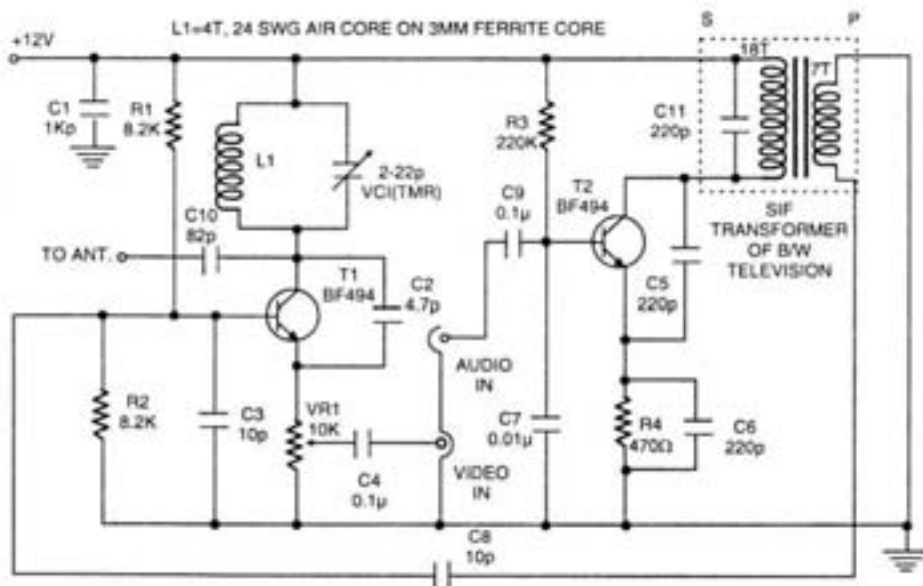 L1=4T, 24 SWG AIR CORE ON 3MM FERRITE CORE
S
P
+12V
18T
7T
C1
1Kp
R1
8.2K
L1
2-22p
VCI(TMR)
R3
220K
C11
220p
C10
82p
C9
0.1µ
T2
BF494
SIF
TRANSFORMER
OF B/W
TELEVISION
TO ANT.
T1
BF494
C2
4.7p
C5
220p
AUDIO
IN
R2
8.2K
C3
10p
VR1
10K
C4
0.1µ
VIDEO
IN
C7
0.01µ
R4
470Ω
C6
220p
C8
10p